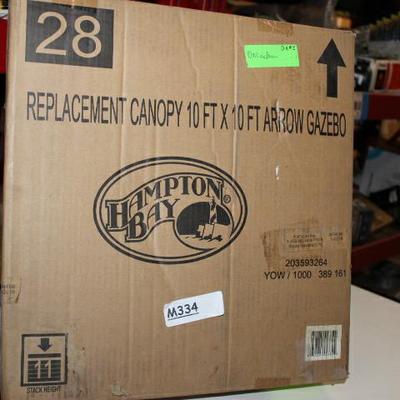 28
REPLACEMENT CANOPY 10 FT X 10 FT ARROW GAZEBO
HAMPTON
BAY
®
203593264
YOW / 1000 389 161
M334
STACK HEIGHT